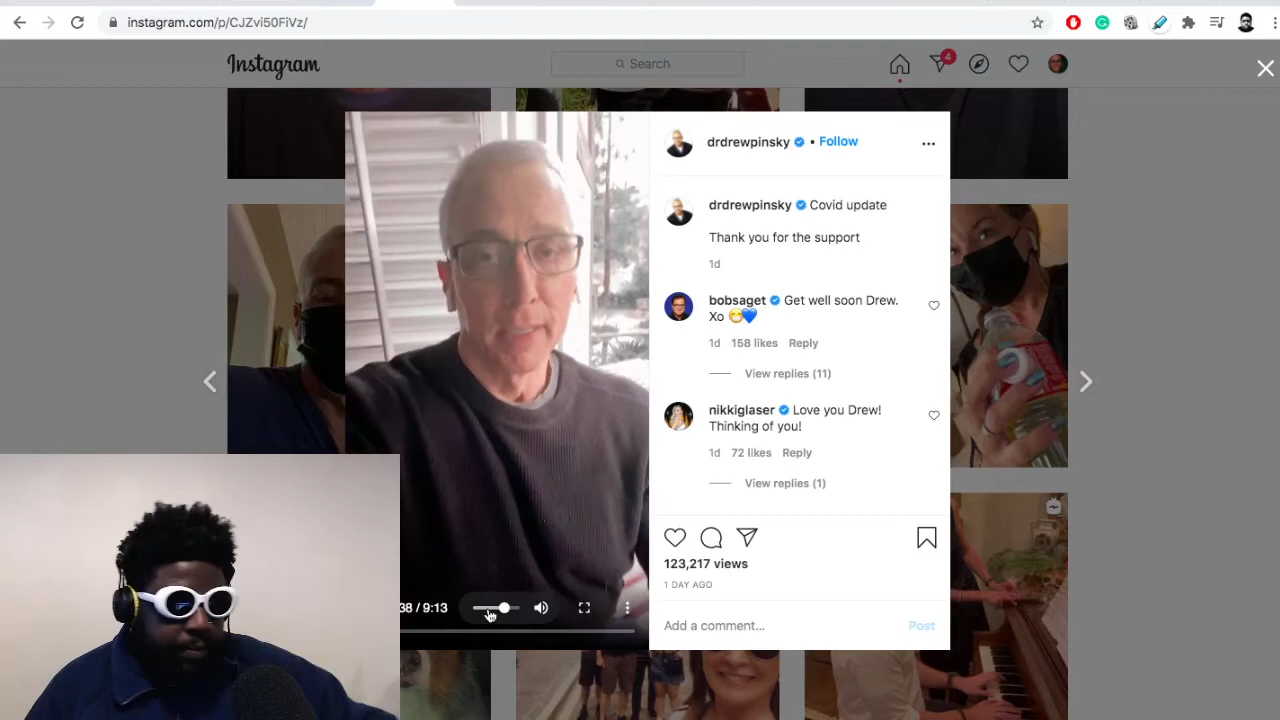 instagram.com/p/CJZvi50FiVz/
Instagram
Search
4
drdrewpinsky • Follow
drdrewpinsky Covid update
Thank you for the support
1d
bobsaget Get well soon Drew.
Xo 😷💙
1d 158 likes Reply
View replies (11)
nikkiglaser Love you Drew!
Thinking of you!
1d 72 likes Reply
View replies (1)
38 / 9:13
123,217 views
1 DAY AGO
Add a comment...
Post